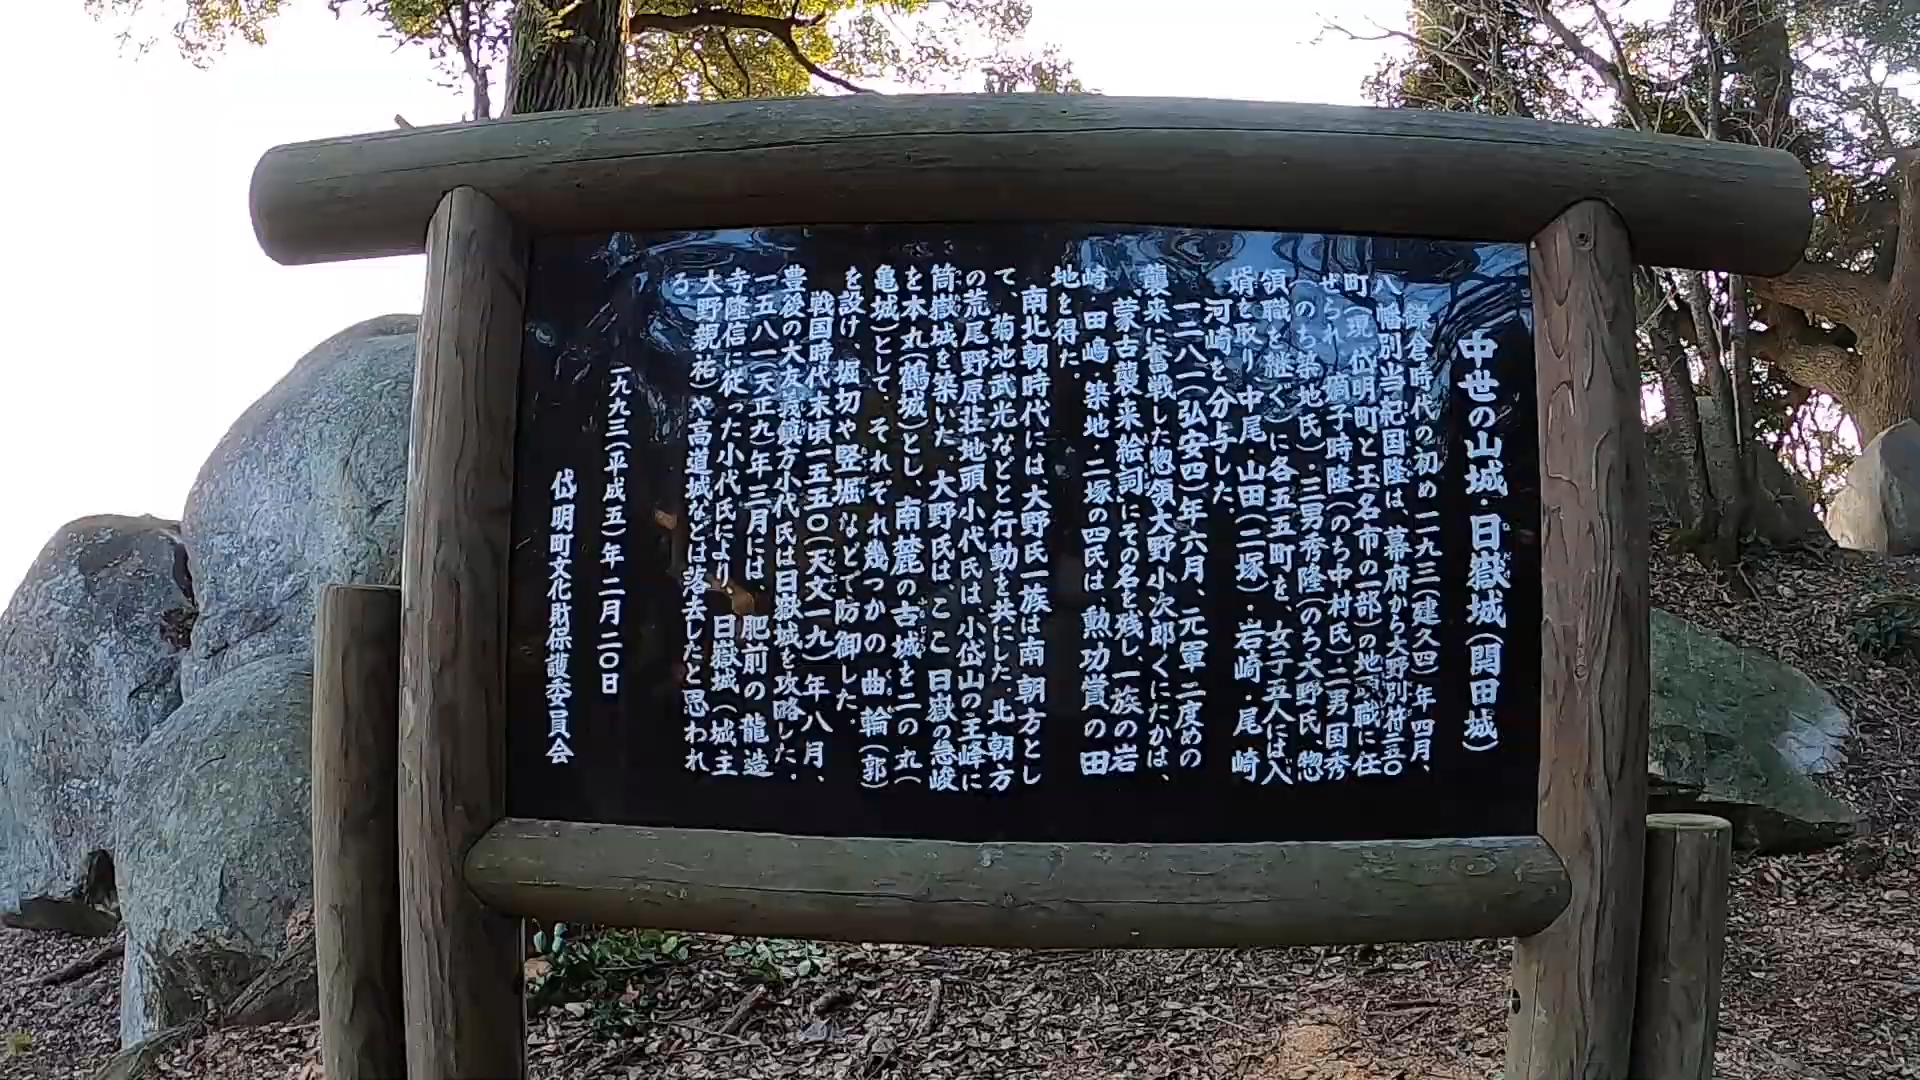 中世の山城・日嶽城(関田城)
鎌倉時代の初め一一九三(建久四)年四月、
八幡別当紀国隆は、幕府から大野別符三五〇
町(現 岱明町と玉名市の一部)の地頭職に任
ぜられ、嫡子時隆(のち中村氏)・二男国秀
(のち築地氏)・三男秀隆(のち大野氏 惣
領職を継ぐ)に各五五町を、女子五人には入
婿を取り 中尾・山田(二塚)・岩崎・尾崎
・河崎を分与した。
一二八一(弘安四)年六月、元軍 二度めの
襲来に奮戦した惣領大野小次郎くにたかは、
蒙古襲来絵詞にその名を残し、一族の岩
崎・田嶋・築地・二塚の四氏は 勲功賞の田
地を得た。
南北朝時代には、大野氏一族は南朝方とし
て、菊池武光などと行動を共にした。北朝方
の荒尾野原荘地頭小代氏は、小岱山の主峰に
筒嶽城を築いた。大野氏は、ここ 日嶽の急峻
を本丸(鶴城)とし、南麓の古城を二の丸(
亀城)として、それぞれ幾つかの 曲輪(郭)
を設け、堀切や竪堀などで防御した。
戦国時代末頃一五五〇(天文一九)年八月、
豊後の大友義鎮方小代氏は日嶽城を攻略した。
一五八一(天正九)年三月には、肥前の龍造
寺隆信に従った小代氏により、日嶽城(城主
大野親祐)や高道城などは落去したと思われ
る
一九九三(平成五)年 二月二〇日
岱明町文化財保護委員会